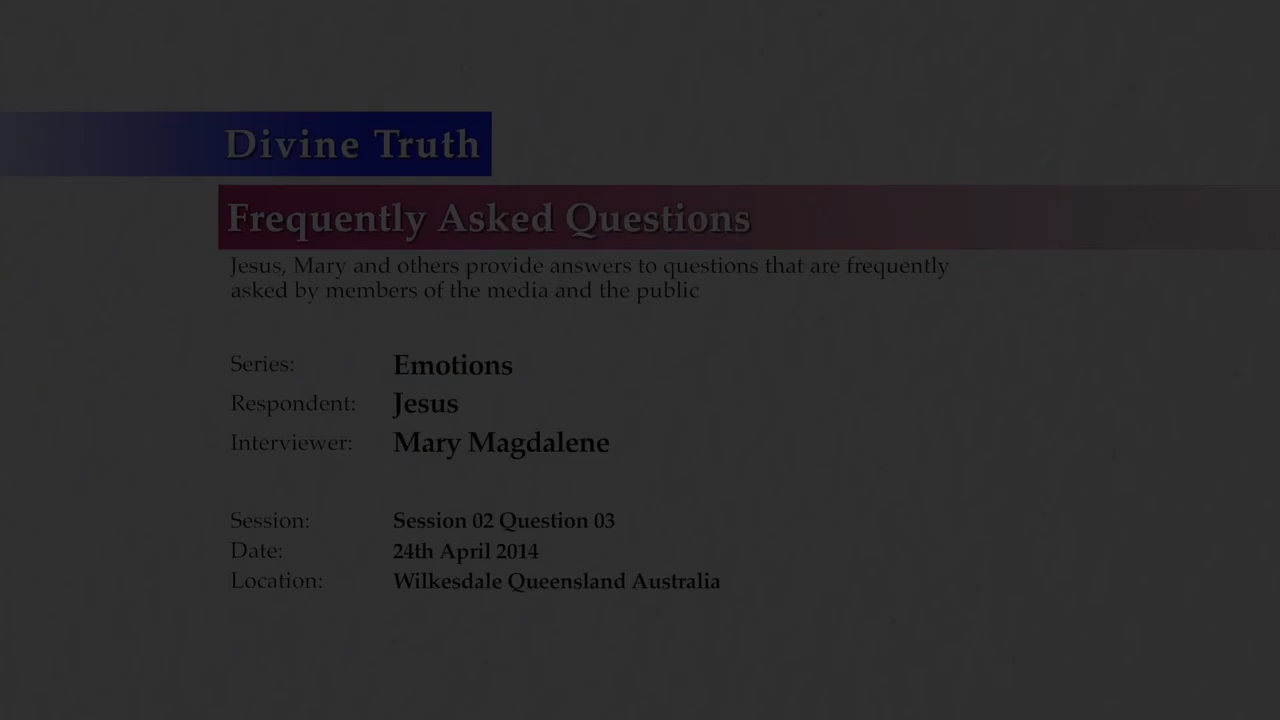 Divine Truth
Frequently Asked Questions
Jesus, Mary and others provide answers to questions that are frequently
asked by members of the media and the public
Series: Emotions
Respondent: Jesus
Interviewer: Mary Magdalene
Session: Session 02 Question 03
Date: 24th April 2014
Location: Wilkesdale Queensland Australia